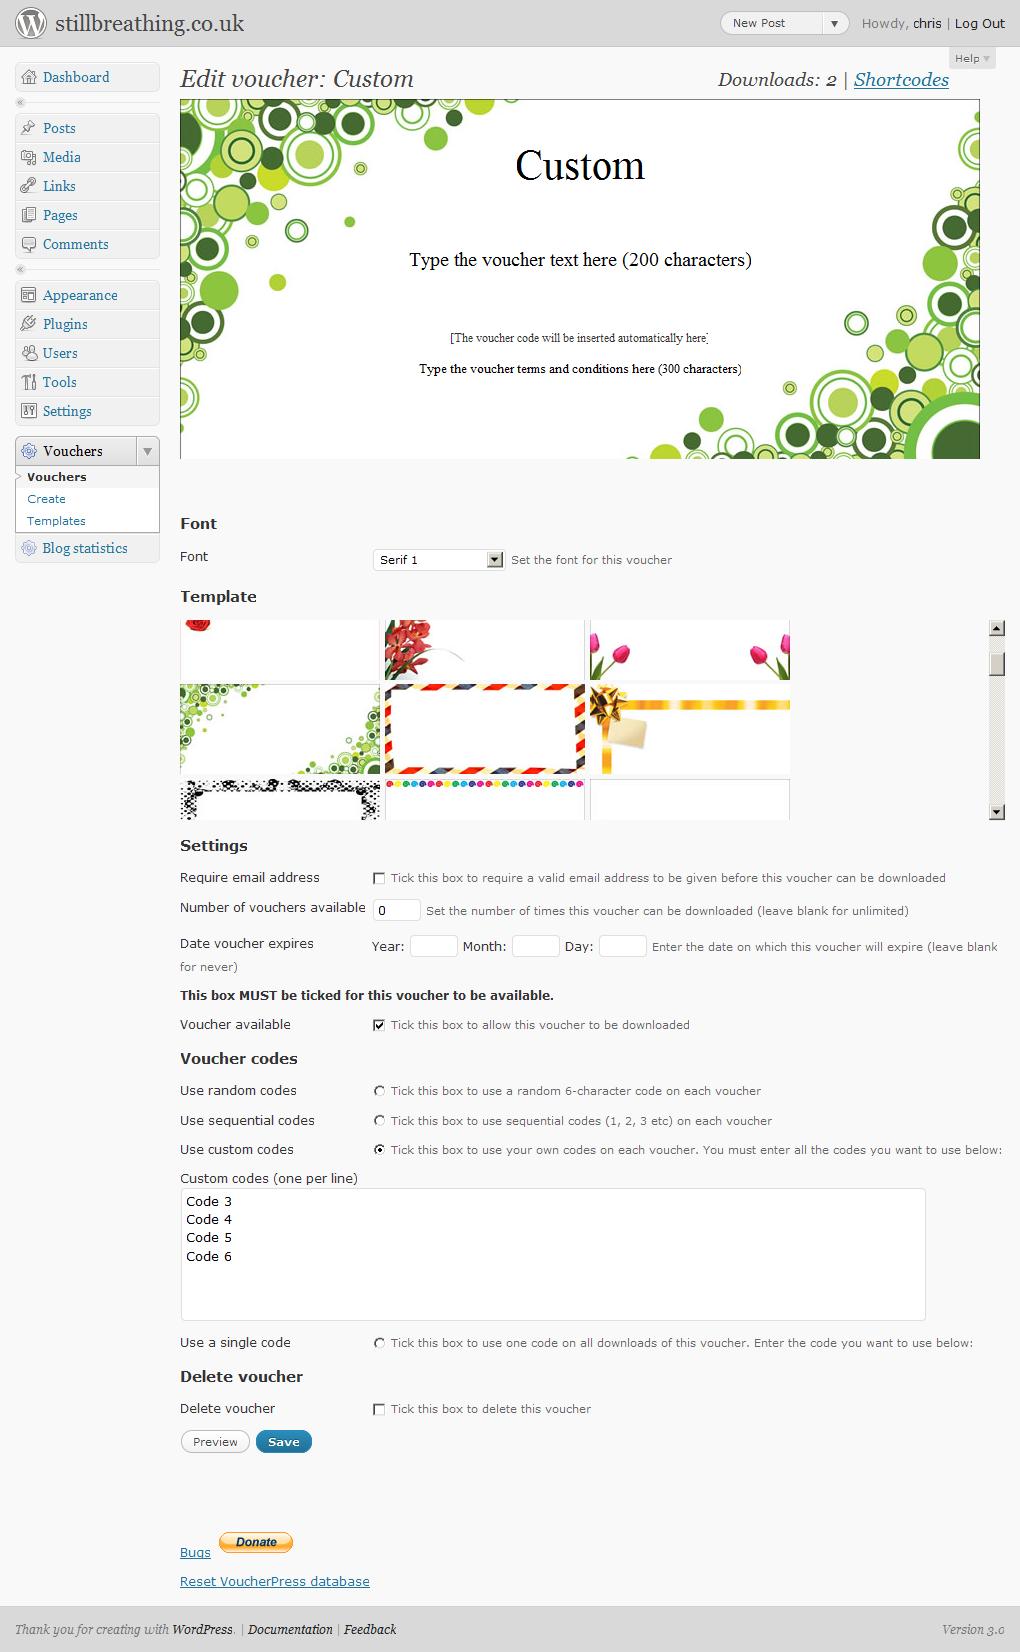 stillbreathing.co.uk
New Post
Howdy, chris | Log Out
Help
Dashboard
Posts
Media
Links
Pages
Comments
Appearance
Plugins
Users
Tools
Settings
Vouchers
Vouchers
Create
Templates
Blog statistics
Edit voucher: Custom
Downloads: 2 | Shortcodes
Custom
Type the voucher text here (200 characters)
[The voucher code will be inserted automatically here]
Type the voucher terms and conditions here (300 characters)
Font
Font Serif 1 Set the font for this voucher
Template
Settings
Require email address Tick this box to require a valid email address to be given before this voucher can be downloaded
Number of vouchers available 0 Set the number of times this voucher can be downloaded (leave blank for unlimited)
Date voucher expires Year: Month: Day: Enter the date on which this voucher will expire (leave blank
for never)
This box MUST be ticked for this voucher to be available.
Voucher available Tick this box to allow this voucher to be downloaded
Voucher codes
Use random codes Tick this box to use a random 6-character code on each voucher
Use sequential codes Tick this box to use sequential codes (1, 2, 3 etc) on each voucher
Use custom codes Tick this box to use your own codes on each voucher. You must enter all the codes you want to use below:
Custom codes (one per line)
Code 3
Code 4
Code 5
Code 6
Use a single code Tick this box to use one code on all downloads of this voucher. Enter the code you want to use below:
Delete voucher
Delete voucher Tick this box to delete this voucher
Preview Save
Bugs Donate
Reset VoucherPress database
Thank you for creating with WordPress. | Documentation | Feedback
Version 3.0